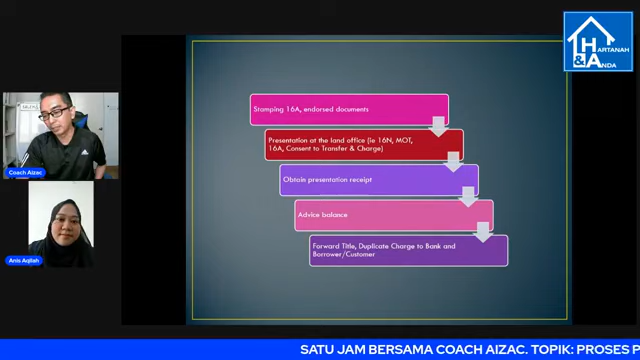 HARTANAH
& ANDA
Stamping 16A, endorsed documents
Presentation at the land office (ie 16N, MOT,
16A, Consent to Transfer & Charge)
Obtain presentation receipt
Advice balance
Forward Title, Duplicate Charge to Bank and
Borrower/Customer
Coach Aizac
Anis Aqilah
SATU JAM BERSAMA COACH AIZAC. TOPIK: PROSES P